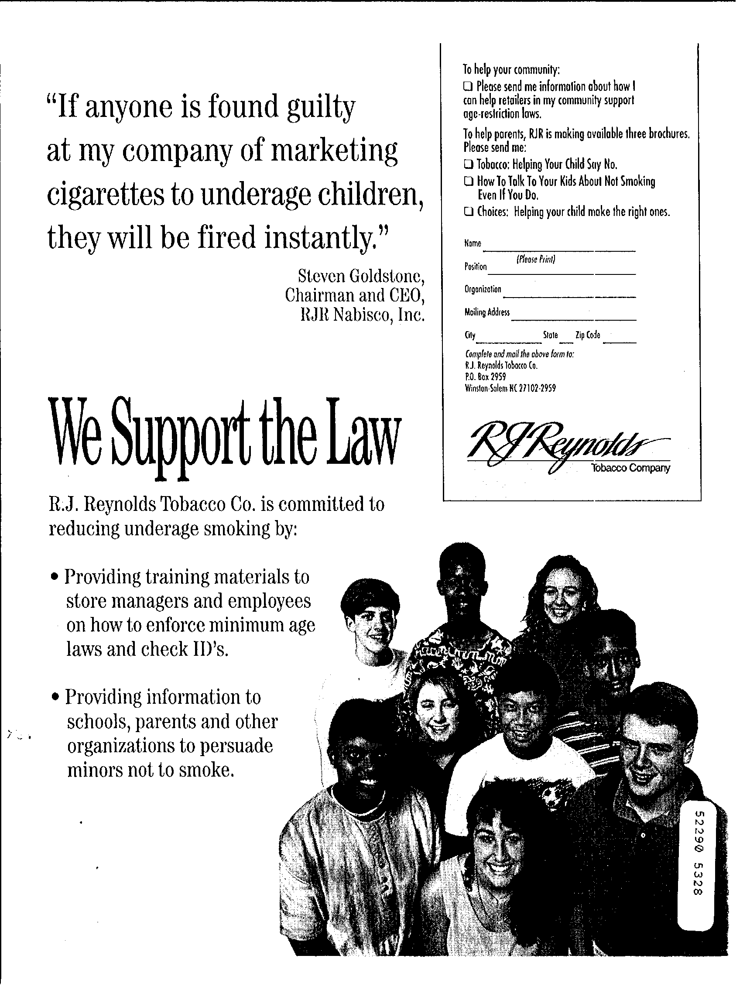 “If anyone is found guilty
at my company of marketing
cigarettes to underage children,
they will be fired instantly.”
Steven Goldstone,
Chairman and CEO,
RJR Nabisco, Inc.
We Support the Law
R.J. Reynolds Tobacco Co. is committed to
reducing underage smoking by:
• Providing training materials to
store managers and employees
on how to enforce minimum age
laws and check ID's.
• Providing information to
schools, parents and other
organizations to persuade
minors not to smoke.
To help your community:
❑ Please send me information about how I
can help retailers in my community support
age-restriction laws.
To help parents, RJR is making available three brochures.
Please send me:
❑ Tobacco: Helping Your Child Say No.
❑ How To Talk To Your Kids About Not Smoking
Even If You Do.
❑ Choices: Helping your child make the right ones.
Name
(Please Print)
Position
Organization
Mailing Address
City State Zip Code
Complete and mail the above form to:
R.J. Reynolds Tobacco Co.
P.O. Box 2959
Winston-Salem NC 27102-2959
RJReynolds
Tobacco Company
52290 5328